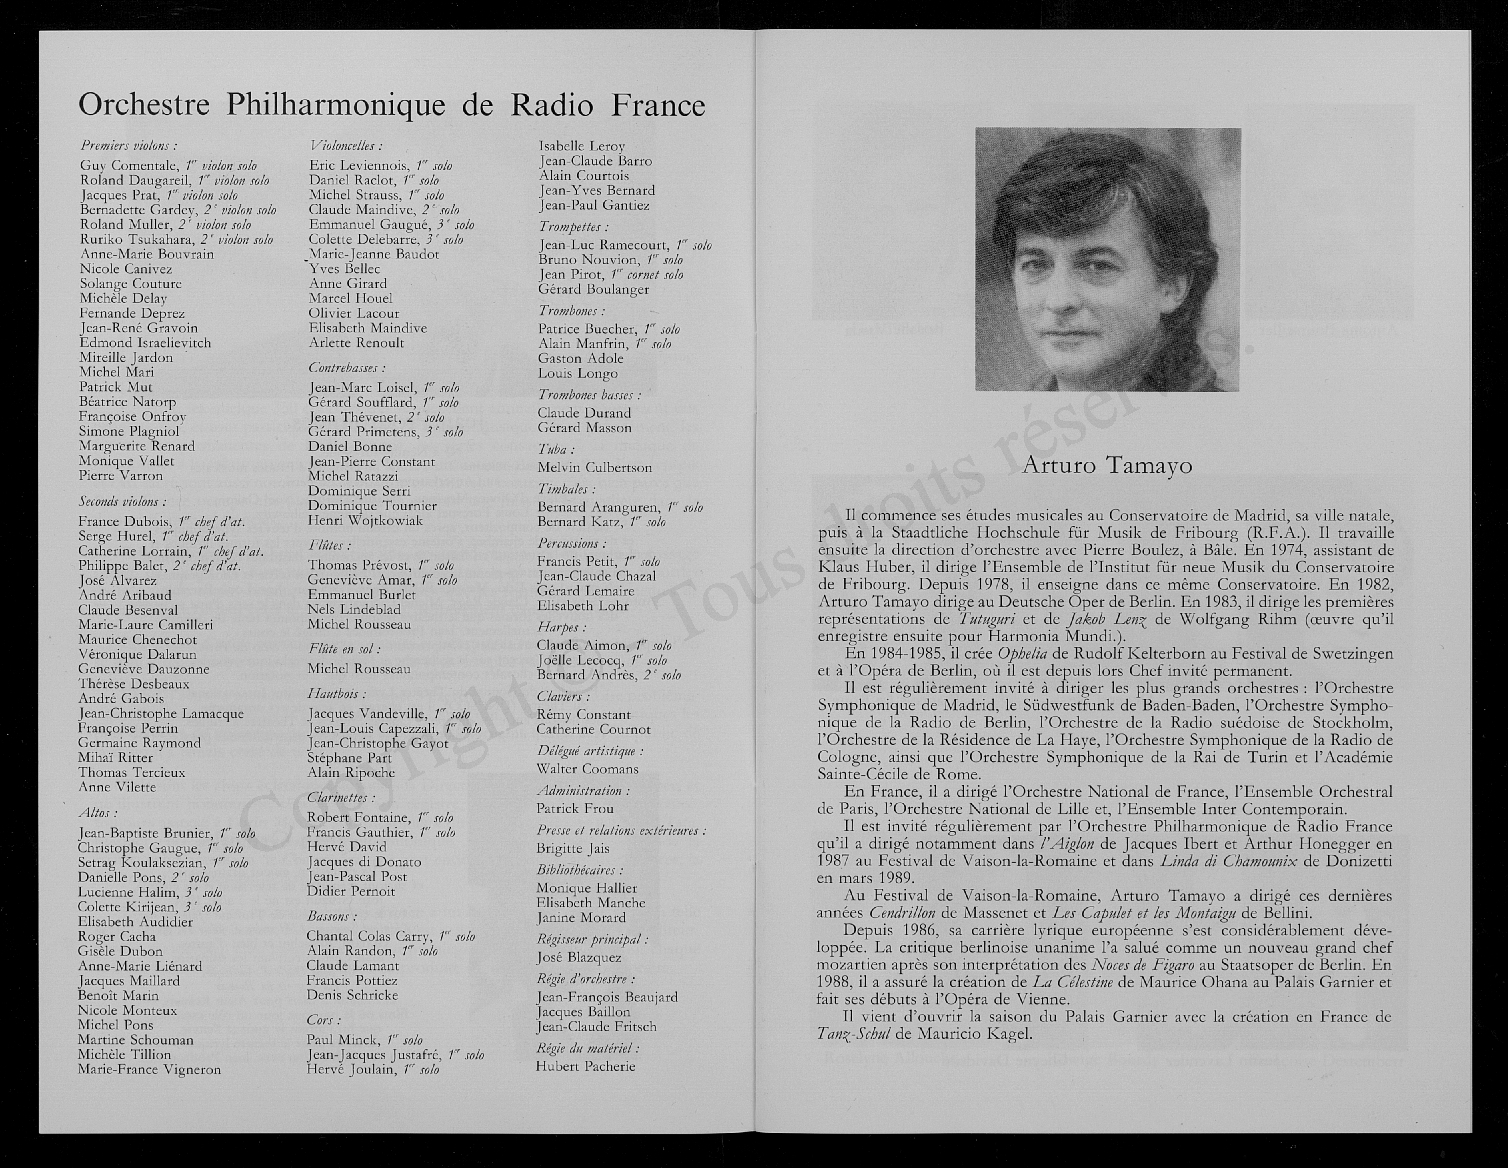 Orchestre Philharmonique de Radio France
Premiers violons :
Guy Comentale, 1er violon solo
Roland Daugareil, 1er violon solo
Jacques Prat, 1er violon solo
Bernadette Gardey, 2e violon solo
Roland Muller, 2e violon solo
Ruriko Tsukahara, 2e violon solo
Anne-Marie Bouvrain
Nicole Canivez
Solange Couture
Michèle Delay
Fernande Deprez
Jean-René Gravoin
Edmond Israelievitch
Mireille Jardon
Michel Mari
Patrick Mut
Béatrice Natorp
Françoise Onfroy
Simone Plagniol
Marguerite Renard
Monique Vallet
Pierre Varron
Seconds violons :
France Dubois, 1er chef d'at.
Serge Hurel, 1er chef d'at.
Catherine Lorrain, 1er chef d'at.
Philippe Balet, 2e chef d'at.
José Alvarez
André Aribaud
Claude Besenval
Marie-Laure Camilleri
Maurice Chenechot
Véronique Dalarun
Geneviève Dauzonne
Thérèse Desbeaux
André Gabois
Jean-Christophe Lamacque
Françoise Perrin
Germaine Raymond
Mihaï Ritter
Thomas Tercieux
Anne Vilette
Altos :
Jean-Baptiste Brunier, 1er solo
Christophe Gaugue, 1er solo
Setrag Koulaksezian, 1er solo
Danielle Pons, 2e solo
Lucienne Halim, 3e solo
Colette Kirijean, 3e solo
Elisabeth Audidier
Roger Cacha
Gisèle Dubon
Anne-Marie Liénard
Jacques Maillard
Benoît Marin
Nicole Monteux
Michel Pons
Martine Schouman
Michèle Tillion
Marie-France Vigneron
Violoncelles :
Eric Leviennois, 1er solo
Daniel Raclot, 1er solo
Michel Strauss, 1er solo
Claude Maindive, 2e solo
Emmanuel Gaugué, 3e solo
Colette Delebarre, 3e solo
Marie-Jeanne Baudot
Yves Bellec
Anne Girard
Marcel Houel
Olivier Lacour
Elisabeth Maindive
Arlette Renoult
Contrebasses :
Jean-Marc Loisel, 1er solo
Gérard Soufflard, 1er solo
Jean Thévenet, 2e solo
Gérard Primetens, 3e solo
Daniel Bonne
Jean-Pierre Constant
Michel Ratazzi
Dominique Serri
Dominique Tournier
Henri Wojtkowiak
Flûtes :
Thomas Prévost, 1er solo
Geneviève Amar, 1er solo
Emmanuel Burlet
Nels Lindeblad
Michel Rousseau
Flûte en sol :
Michel Rousseau
Hautbois :
Jacques Vandeville, 1er solo
Jean-Louis Capezzali, 1er solo
Jean-Christophe Gayot
Stéphane Part
Alain Ripoche
Clarinettes :
Robert Fontaine, 1er solo
Francis Gauthier, 1er solo
Hervé David
Jacques di Donato
Jean-Pascal Post
Didier Pernoit
Bassons :
Chantal Colas Carry, 1er solo
Alain Randon, 1er solo
Claude Lamant
Francis Pottiez
Denis Schricke
Cors :
Paul Minck, 1er solo
Jean-Jacques Justafré, 1er solo
Hervé Joulain, 1er solo
Isabelle Leroy
Jean-Claude Barro
Alain Courtois
Jean-Yves Bernard
Jean-Paul Gantiez
Trompettes :
Jean-Luc Ramecourt, 1er solo
Bruno Nouvion, 1er solo
Jean Pirot, 1er cornet solo
Gérard Boulanger
Trombones :
Patrice Buecher, 1er solo
Alain Manfrin, 1er solo
Gaston Adole
Louis Longo
Trombones basses :
Claude Durand
Gérard Masson
Tuba :
Melvin Culbertson
Timbales :
Bernard Aranguren, 1er solo
Bernard Katz, 1er solo
Percussions :
Francis Petit, 1er solo
Jean-Claude Chazal
Gérard Lemaire
Elisabeth Lohr
Harpes :
Claude Aimon, 1er solo
Joëlle Lecocq, 1er solo
Bernard Andrès, 2e solo
Claviers :
Rémy Constant
Catherine Cournot
Délégué artistique :
Walter Coomans
Administration :
Patrick Frou
Presse et relations extérieures :
Brigitte Jais
Bibliothécaires :
Monique Hallier
Elisabeth Manche
Janine Morard
Régisseur principal :
José Blazquez
Régie d'orchestre :
Jean-François Beaujard
Jacques Baillon
Jean-Claude Fritsch
Régie du matériel :
Hubert Pacherie
Arturo Tamayo
Il commence ses études musicales au Conservatoire de Madrid, sa ville natale,
puis à la Staadtliche Hochschule für Musik de Fribourg (R.F.A.). Il travaille
ensuite la direction d'orchestre avec Pierre Boulez, à Bâle. En 1974, assistant de
Klaus Huber, il dirige l'Ensemble de l'Institut für neue Musik du Conservatoire
de Fribourg. Depuis 1978, il enseigne dans ce même Conservatoire. En 1982,
Arturo Tamayo dirige au Deutsche Oper de Berlin. En 1983, il dirige les premières
représentations de Tutuguri et de Jakob Lenz de Wolfgang Rihm (œuvre qu'il
enregistre ensuite pour Harmonia Mundi.).
En 1984-1985, il crée Ophelia de Rudolf Kelterborn au Festival de Swetzingen
et à l'Opéra de Berlin, où il est depuis lors Chef invité permanent.
Il est régulièrement invité à diriger les plus grands orchestres : l'Orchestre
Symphonique de Madrid, le Südwestfunk de Baden-Baden, l'Orchestre Sympho-
nique de la Radio de Berlin, l'Orchestre de la Radio suédoise de Stockholm,
l'Orchestre de la Résidence de La Haye, l'Orchestre Symphonique de la Radio de
Cologne, ainsi que l'Orchestre Symphonique de la Rai de Turin et l'Académie
Sainte-Cécile de Rome.
En France, il a dirigé l'Orchestre National de France, l'Ensemble Orchestral
de Paris, l'Orchestre National de Lille et, l'Ensemble Inter Contemporain.
Il est invité régulièrement par l'Orchestre Philharmonique de Radio France
qu'il a dirigé notamment dans l'Aiglon de Jacques Ibert et Arthur Honegger en
1987 au Festival de Vaison-la-Romaine et dans Linda di Chamounix de Donizetti
en mars 1989.
Au Festival de Vaison-la-Romaine, Arturo Tamayo a dirigé ces dernières
années Cendrillon de Massenet et Les Capulet et les Montaigu de Bellini.
Depuis 1986, sa carrière lyrique européenne s'est considérablement déve-
loppée. La critique berlinoise unanime l'a salué comme un nouveau grand chef
mozartien après son interprétation des Noces de Figaro au Staatsoper de Berlin. En
1988, il a assuré la création de La Célestine de Maurice Ohana au Palais Garnier et
fait ses débuts à l'Opéra de Vienne.
Il vient d'ouvrir la saison du Palais Garnier avec la création en France de
Tanz-Schul de Mauricio Kagel.
Copyright © - Tous droits réservés.